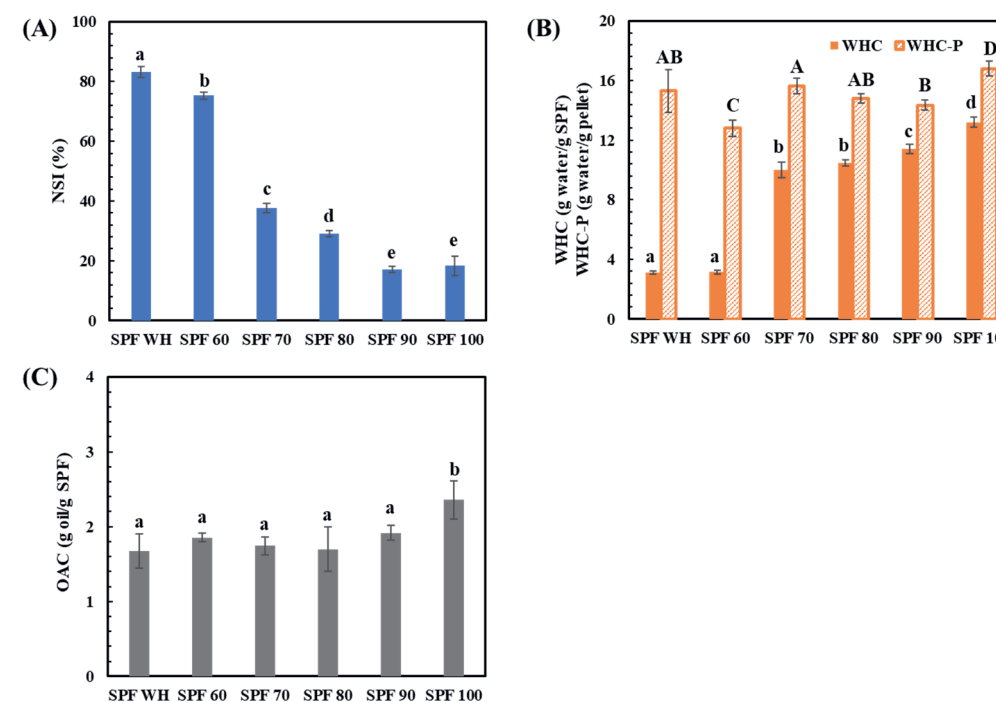 (A)
100
80
60
40
20
0
NSI (%)
a
b
c
d
e
e
SPF WH SPF 60 SPF 70 SPF 80 SPF 90 SPF 100
(B)
20
16
12
8
4
0
WHC (g water/g SPF)
WHC-P (g water/g pellet)
WHC WHC-P
AB
C
A
AB
B
D
a
a
b
b
c
d
SPF WH SPF 60 SPF 70 SPF 80 SPF 90 SPF 10
(C)
4
3
2
1
0
OAC (g oil/g SPF)
a
a
a
a
a
b
SPF WH SPF 60 SPF 70 SPF 80 SPF 90 SPF 100